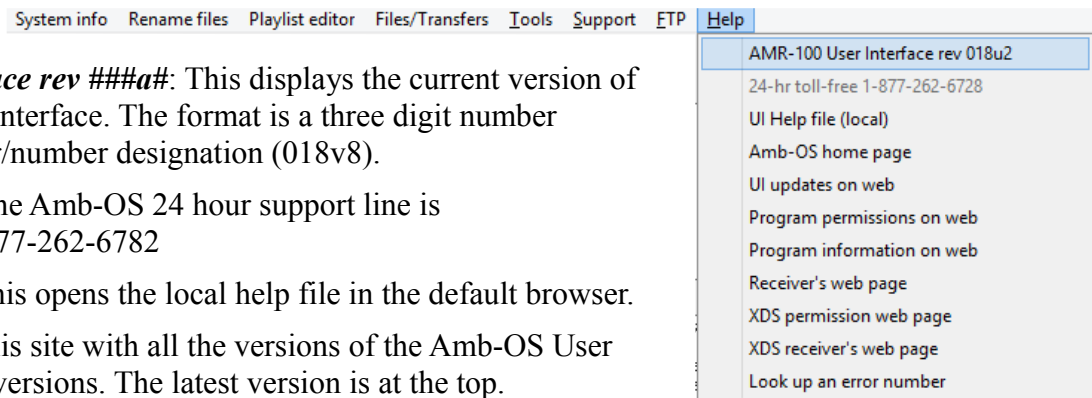 System info Rename files Playlist editor Files/Transfers Tools Support FTP Help
ce rev ###a#: This displays the current version of
nterface. The format is a three digit number
r/number designation (018v8).
he Amb-OS 24 hour support line is
77-262-6782
his opens the local help file in the default browser.
is site with all the versions of the Amb-OS User
versions. The latest version is at the top.
AMR-100 User Interface rev 018u2
24-hr toll-free 1-877-262-6728
UI Help file (local)
Amb-OS home page
UI updates on web
Program permissions on web
Program information on web
Receiver's web page
XDS permission web page
XDS receiver's web page
Look up an error number